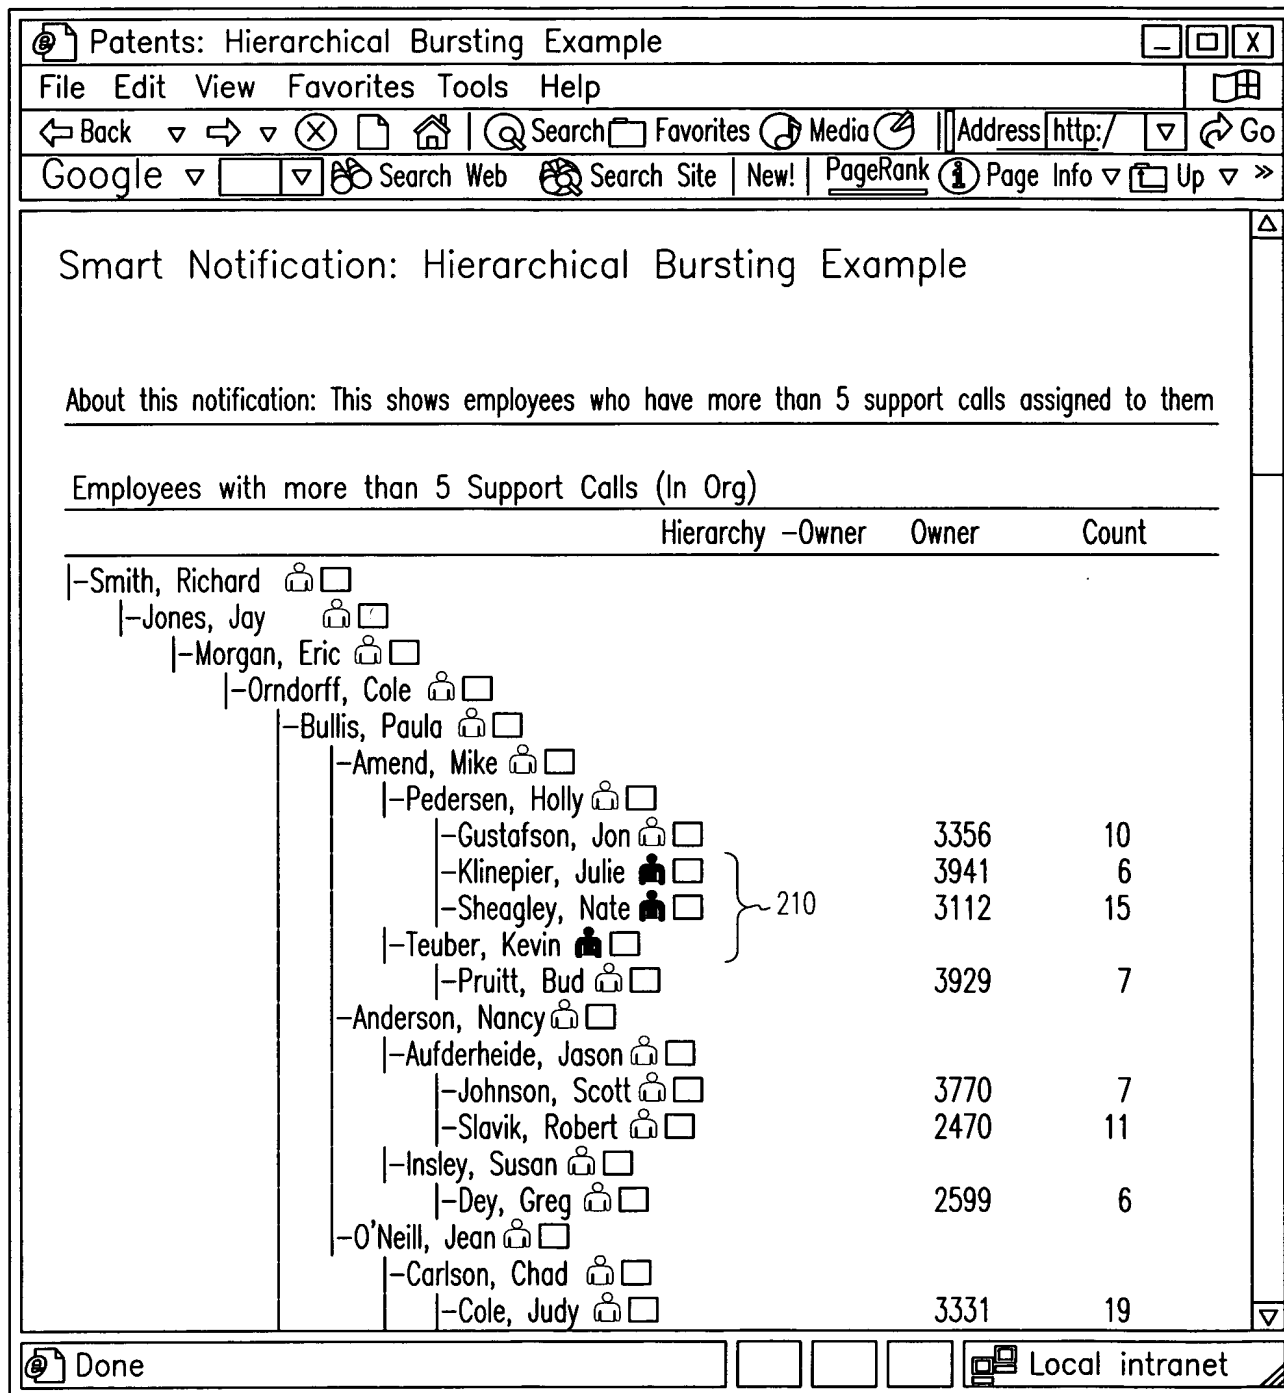 Patents: Hierarchical Bursting Example _ X
File Edit View Favorites Tools Help
Back Search Favorites Media Address http:/ Go
Google Search Web Search Site New! PageRank Page Info Up »
Smart Notification: Hierarchical Bursting Example
About this notification: This shows employees who have more than 5 support calls assigned to them
Employees with more than 5 Support Calls (In Org)
Hierarchy -Owner Owner Count
|-Smith, Richard
|-Jones, Jay
|-Morgan, Eric
|-Orndorff, Cole
-Bullis, Paula
-Amend, Mike
|-Pedersen, Holly
-Gustafson, Jon 3356 10
-Klinepier, Julie 3941 6
-Sheagley, Nate 210 3112 15
|-Teuber, Kevin
|-Pruitt, Bud 3929 7
-Anderson, Nancy
|-Aufderheide, Jason
-Johnson, Scott 3770 7
-Slavik, Robert 2470 11
|-Insley, Susan
|-Dey, Greg 2599 6
-O'Neill, Jean
|-Carlson, Chad
|-Cole, Judy 3331 19
Done Local intranet